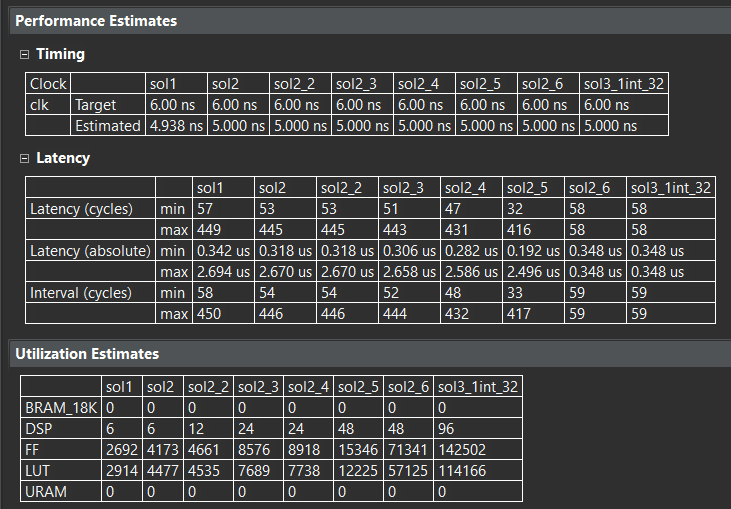 Performance Estimates
Timing
Clock sol1 sol2 sol2_2 sol2_3 sol2_4 sol2_5 sol2_6 sol3_1int_32
clk Target 6.00 ns 6.00 ns 6.00 ns 6.00 ns 6.00 ns 6.00 ns 6.00 ns 6.00 ns
Estimated 4.938 ns 5.000 ns 5.000 ns 5.000 ns 5.000 ns 5.000 ns 5.000 ns 5.000 ns
Latency
sol1 sol2 sol2_2 sol2_3 sol2_4 sol2_5 sol2_6 sol3_1int_32
Latency (cycles) min 57 53 53 51 47 32 58 58
max 449 445 445 443 431 416 58 58
Latency (absolute) min 0.342 us 0.318 us 0.318 us 0.306 us 0.282 us 0.192 us 0.348 us 0.348 us
max 2.694 us 2.670 us 2.670 us 2.658 us 2.586 us 2.496 us 0.348 us 0.348 us
Interval (cycles) min 58 54 54 52 48 33 59 59
max 450 446 446 444 432 417 59 59
Utilization Estimates
sol1 sol2 sol2_2 sol2_3 sol2_4 sol2_5 sol2_6 sol3_1int_32
BRAM_18K 0 0 0 0 0 0 0 0
DSP 6 6 12 24 24 48 48 96
FF 2692 4173 4661 8576 8918 15346 71341 142502
LUT 2914 4477 4535 7689 7738 12225 57125 114166
URAM 0 0 0 0 0 0 0 0